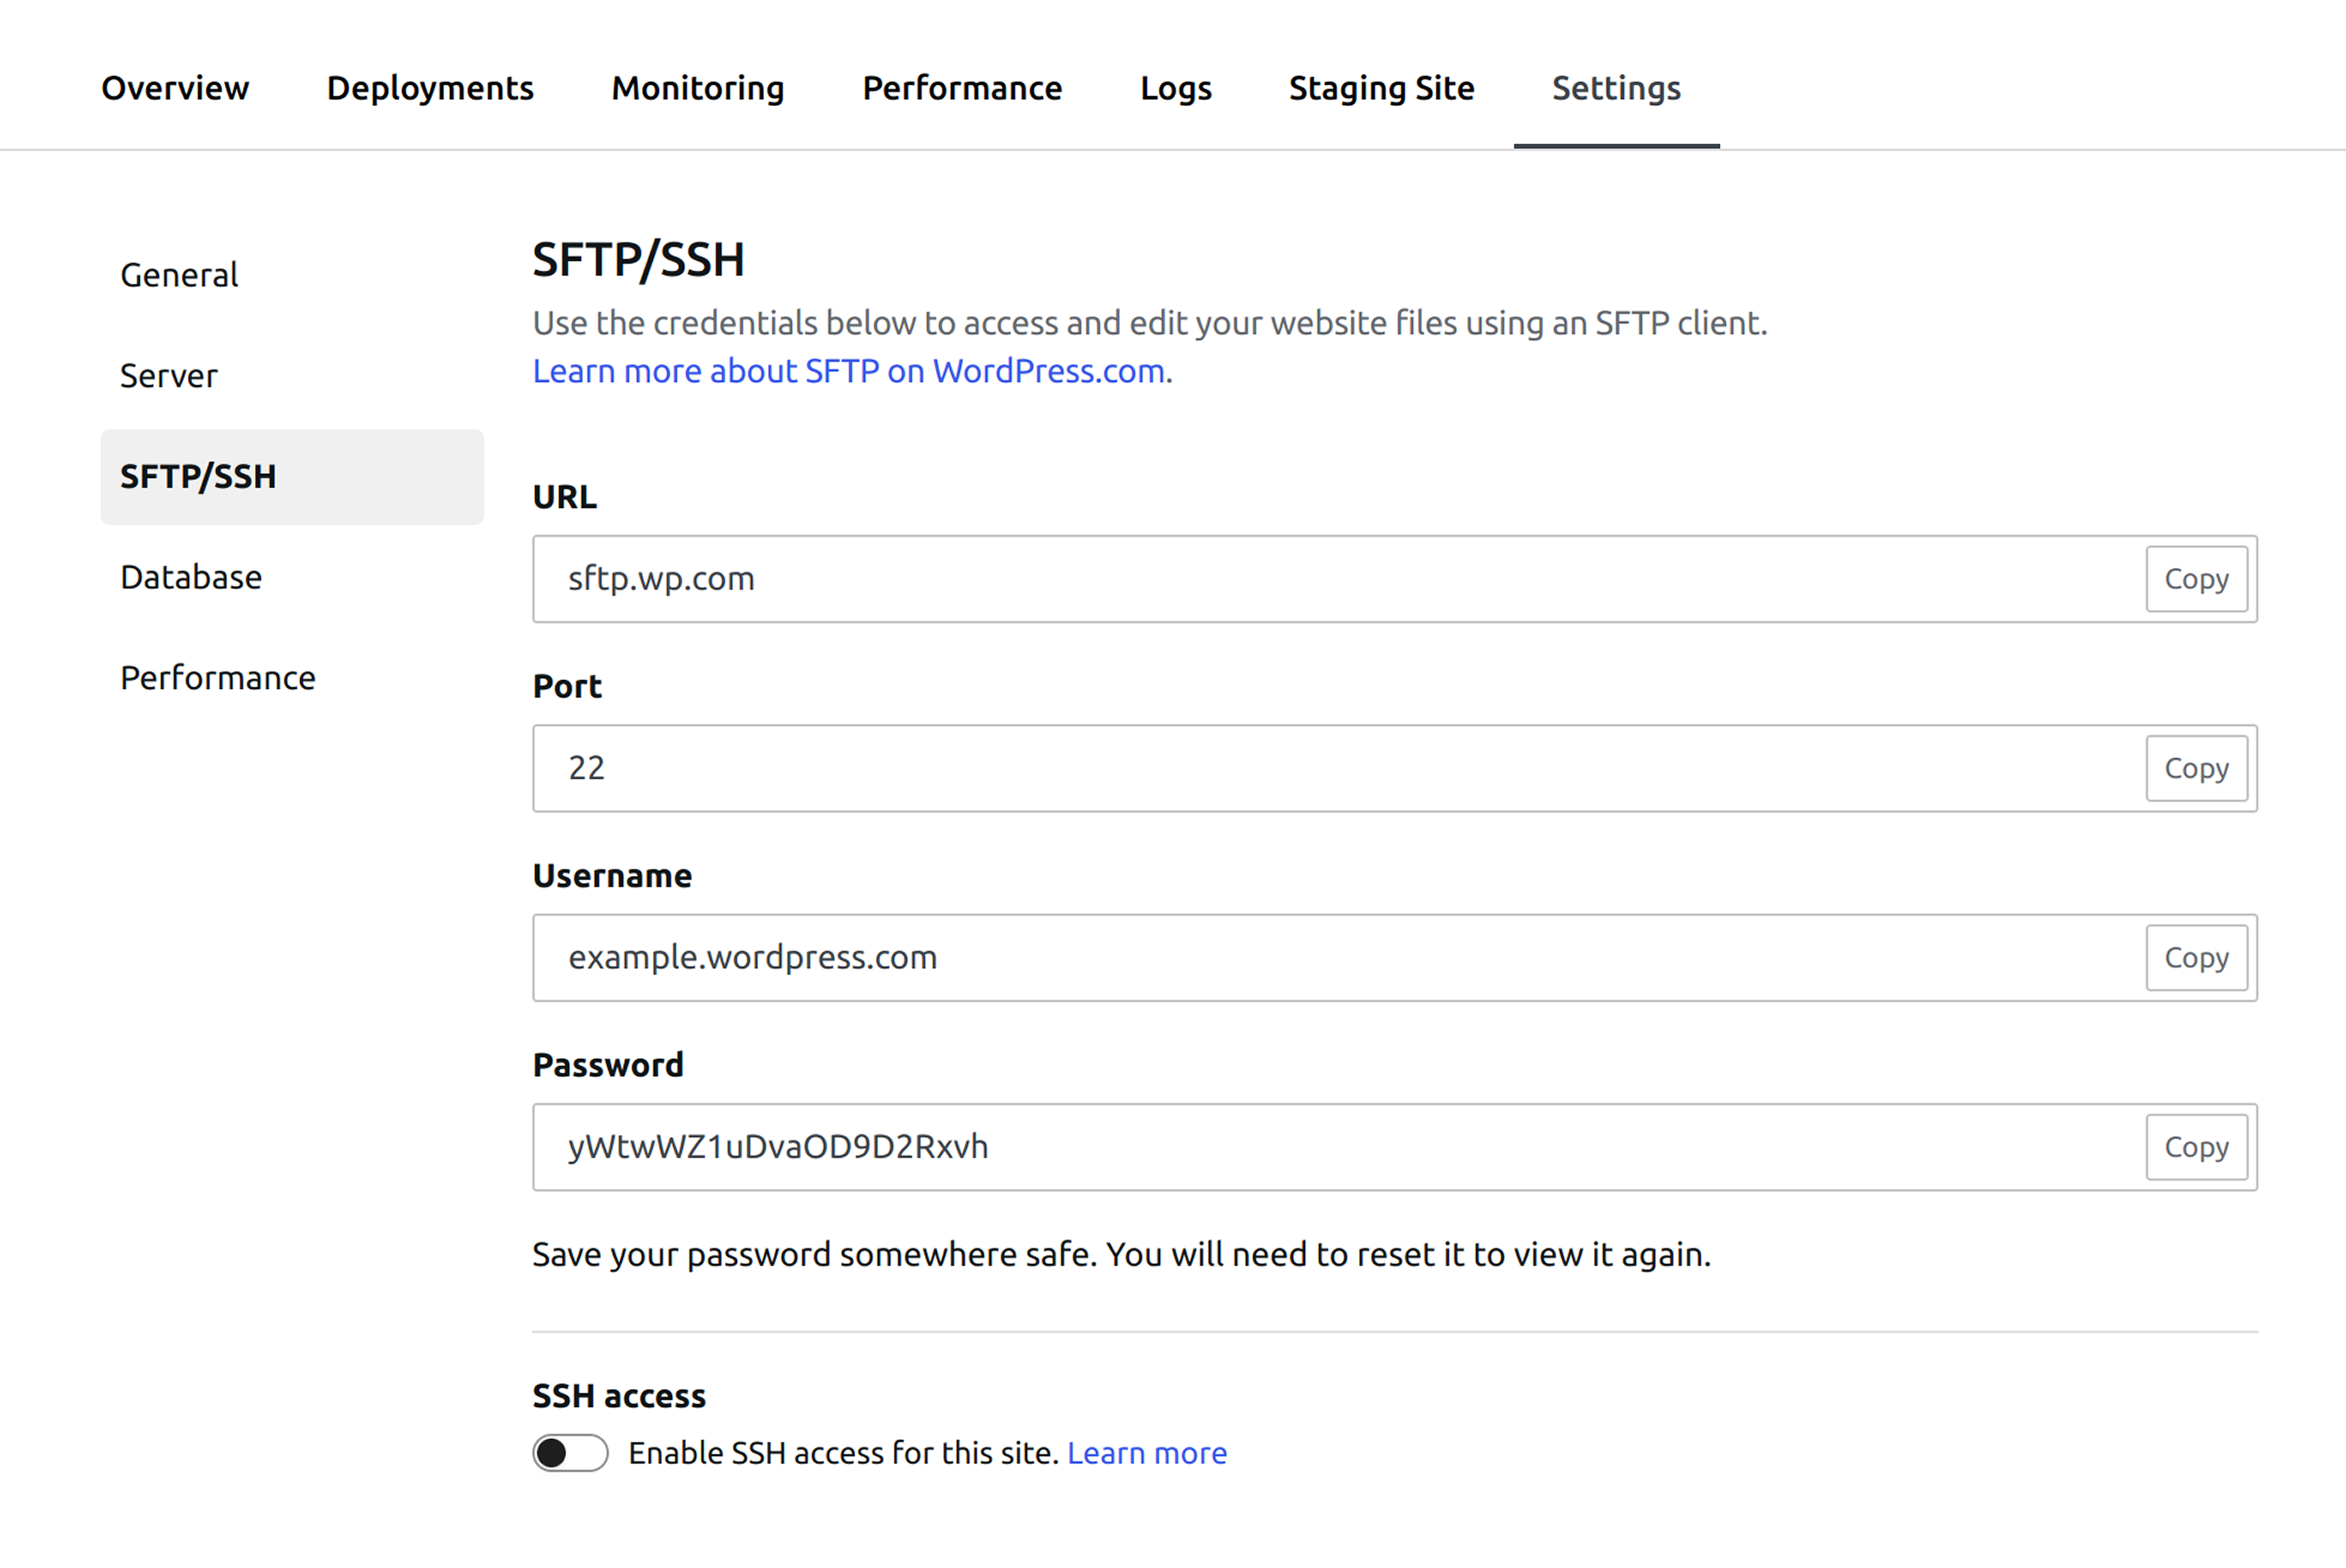 Overview Deployments Monitoring Performance Logs Staging Site Settings
General
Server
SFTP/SSH
Database
Performance
SFTP/SSH
Use the credentials below to access and edit your website files using an SFTP client.
Learn more about SFTP on WordPress.com.
URL
sftp.wp.com Copy
Port
22 Copy
Username
example.wordpress.com Copy
Password
yWtwWZ1uDvaOD9D2Rxvh Copy
Save your password somewhere safe. You will need to reset it to view it again.
SSH access
Enable SSH access for this site. Learn more